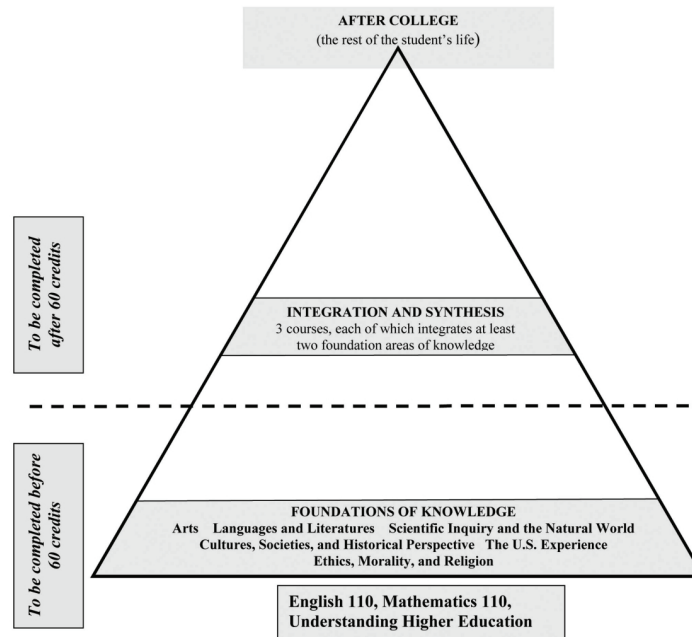 AFTER COLLEGE
(the rest of the student's life)
To be completed
after 60 credits
INTEGRATION AND SYNTHESIS
3 courses, each of which integrates at least
two foundation areas of knowledge
To be completed before
60 credits
FOUNDATIONS OF KNOWLEDGE
Arts Languages and Literatures Scientific Inquiry and the Natural World
Cultures, Societies, and Historical Perspective The U.S. Experience
Ethics, Morality, and Religion
English 110, Mathematics 110,
Understanding Higher Education